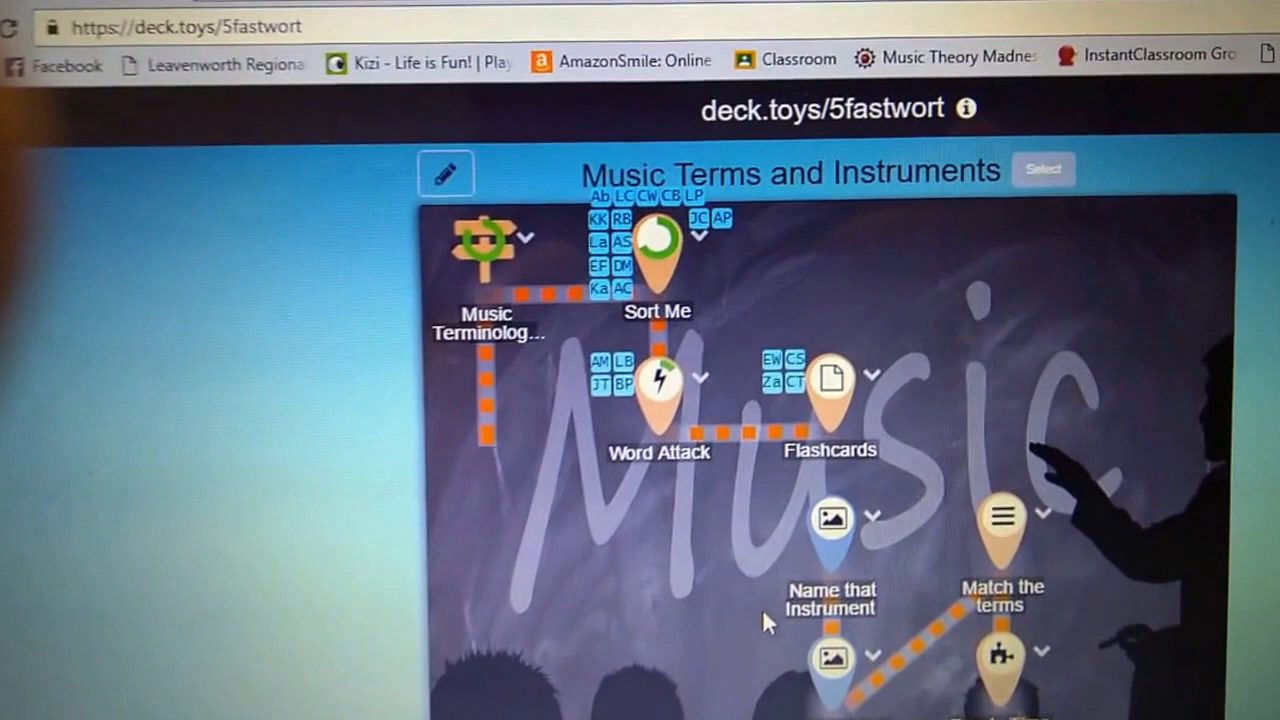 https://deck.toys/5fastwort
Facebook
Leavenworth Regiona
Kizi - Life is Fun! | Play
AmazonSmile: Online
Classroom
Music Theory Madne
InstantClassroom Gro
deck.toys/5fastwort
Music Terms and Instruments
Select
Ab LC CW CB LP
KK RB JC AP
La AS
EF DM
Ka AC
Music
Terminolog...
Sort Me
AM LB
JT BP
EW CS
Za CT
Word Attack
Flashcards
Music
Name that
Instrument
Match the
terms